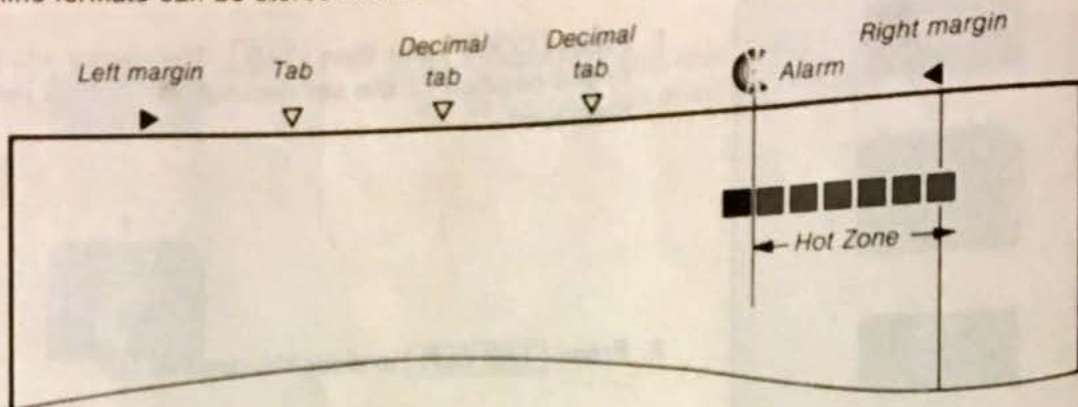 Left margin
Tab
Decimal
tab
Decimal
tab
Alarm
Right margin
Hot Zone